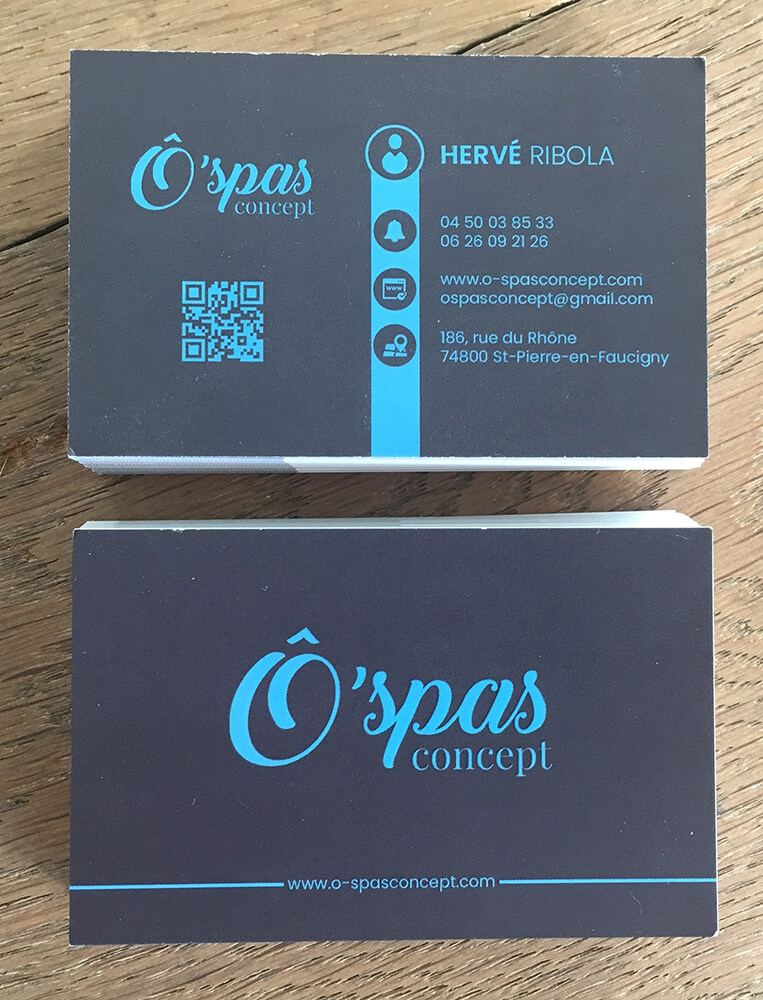 Ô'spas
concept
HERVÉ RIBOLA
04 50 03 85 33
06 26 09 21 26
www.o-spasconcept.com
ospasconcept@gmail.com
186, rue du Rhône
74800 St-Pierre-en-Faucigny
www
Ô'spas
concept
www.o-spasconcept.com